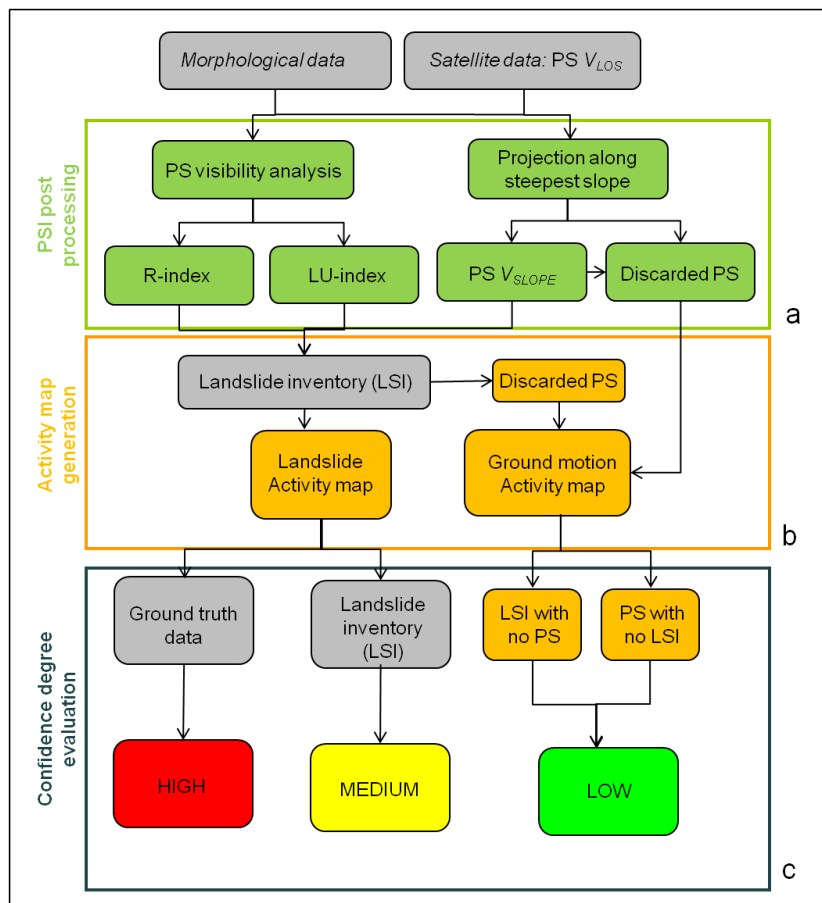 Morphological data
Satellite data: PS VLOS
PSI post
processing
PS visibility analysis
Projection along
steepest slope
R-index
LU-index
PS VSLOPE
Discarded PS
a
Activity map
generation
Landslide inventory (LSI)
Discarded PS
Landslide
Activity map
Ground motion
Activity map
b
Confidence degree
evaluation
Ground truth
data
Landslide
inventory
(LSI)
LSI with
no PS
PS with
no LSI
HIGH
MEDIUM
LOW
c